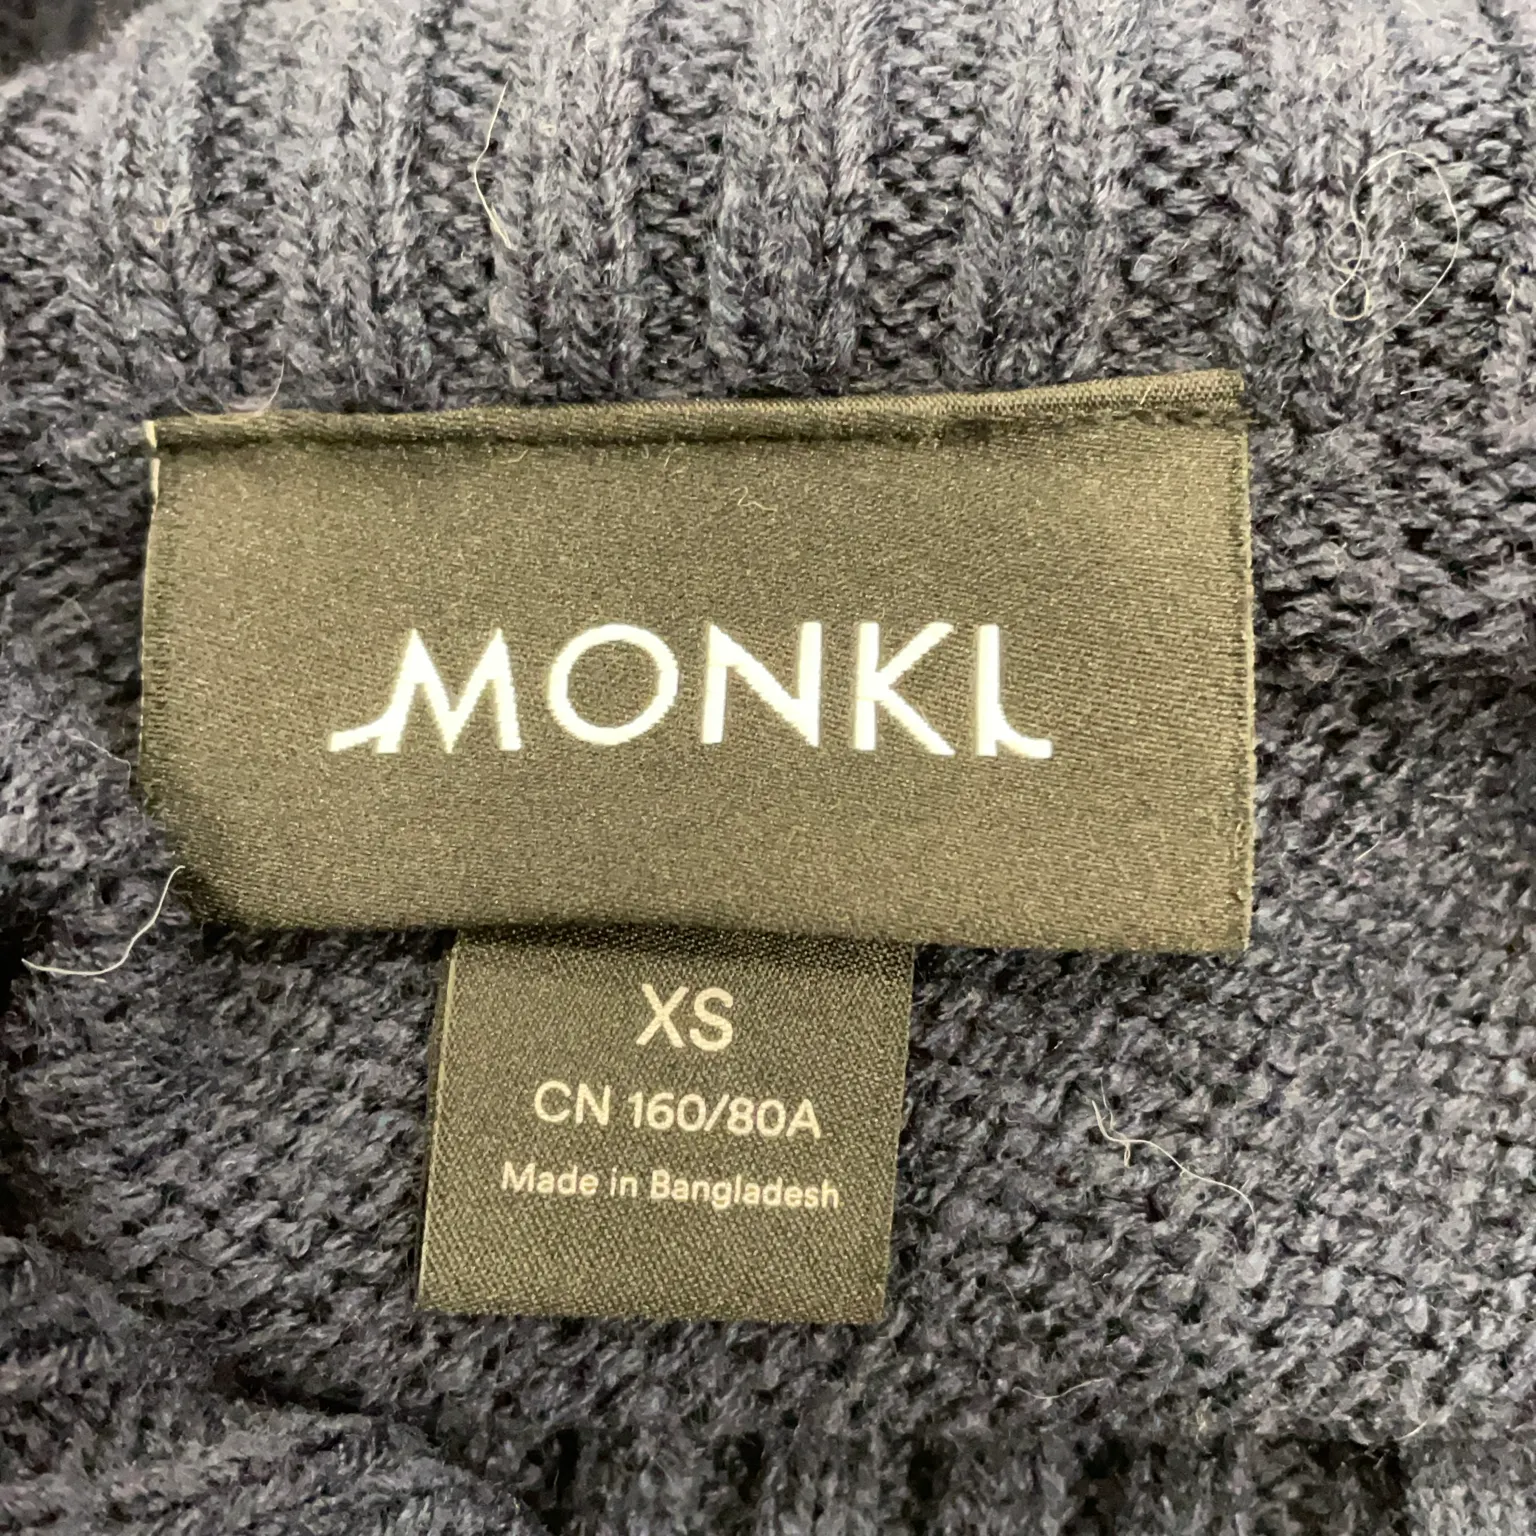 MONKI
XS
CN 160/80A
Made in Bangladesh